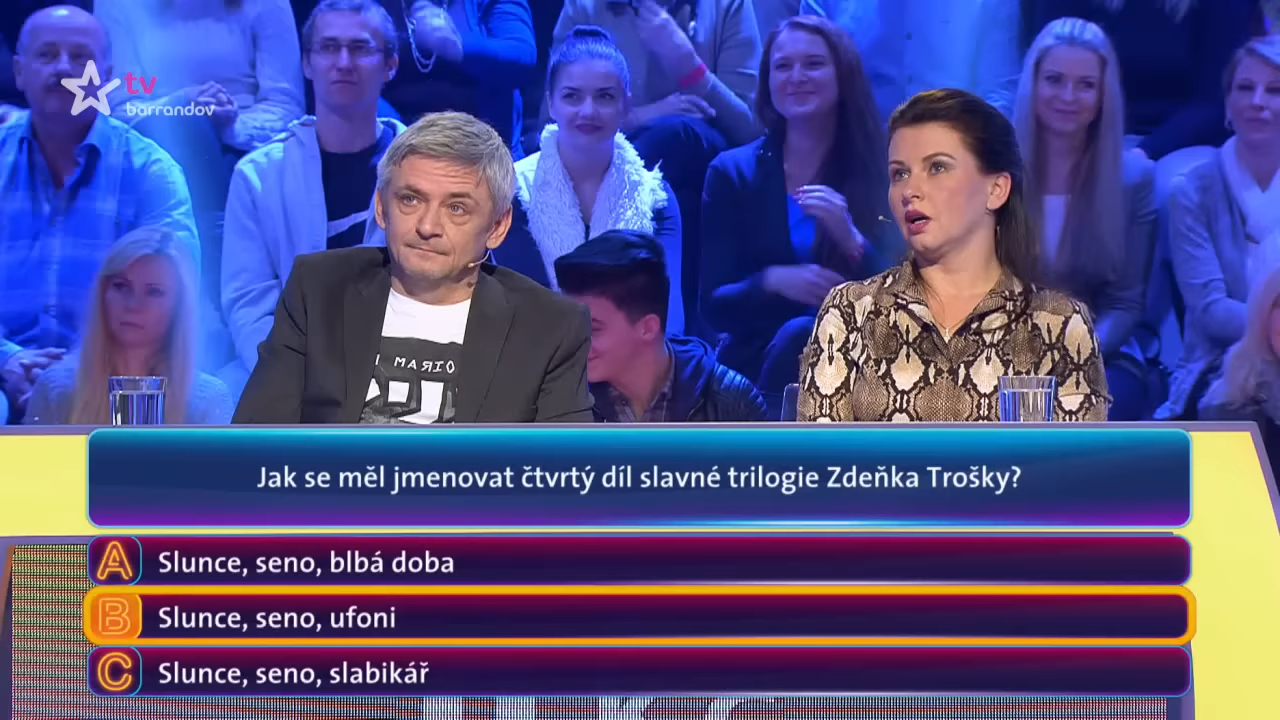 tv
barrandov
MARIO
Jak se měl jmenovat čtvrtý díl slavné trilogie Zdeňka Trošky?
A Slunce, seno, blbá doba
B Slunce, seno, ufoni
C Slunce, seno, slabikář